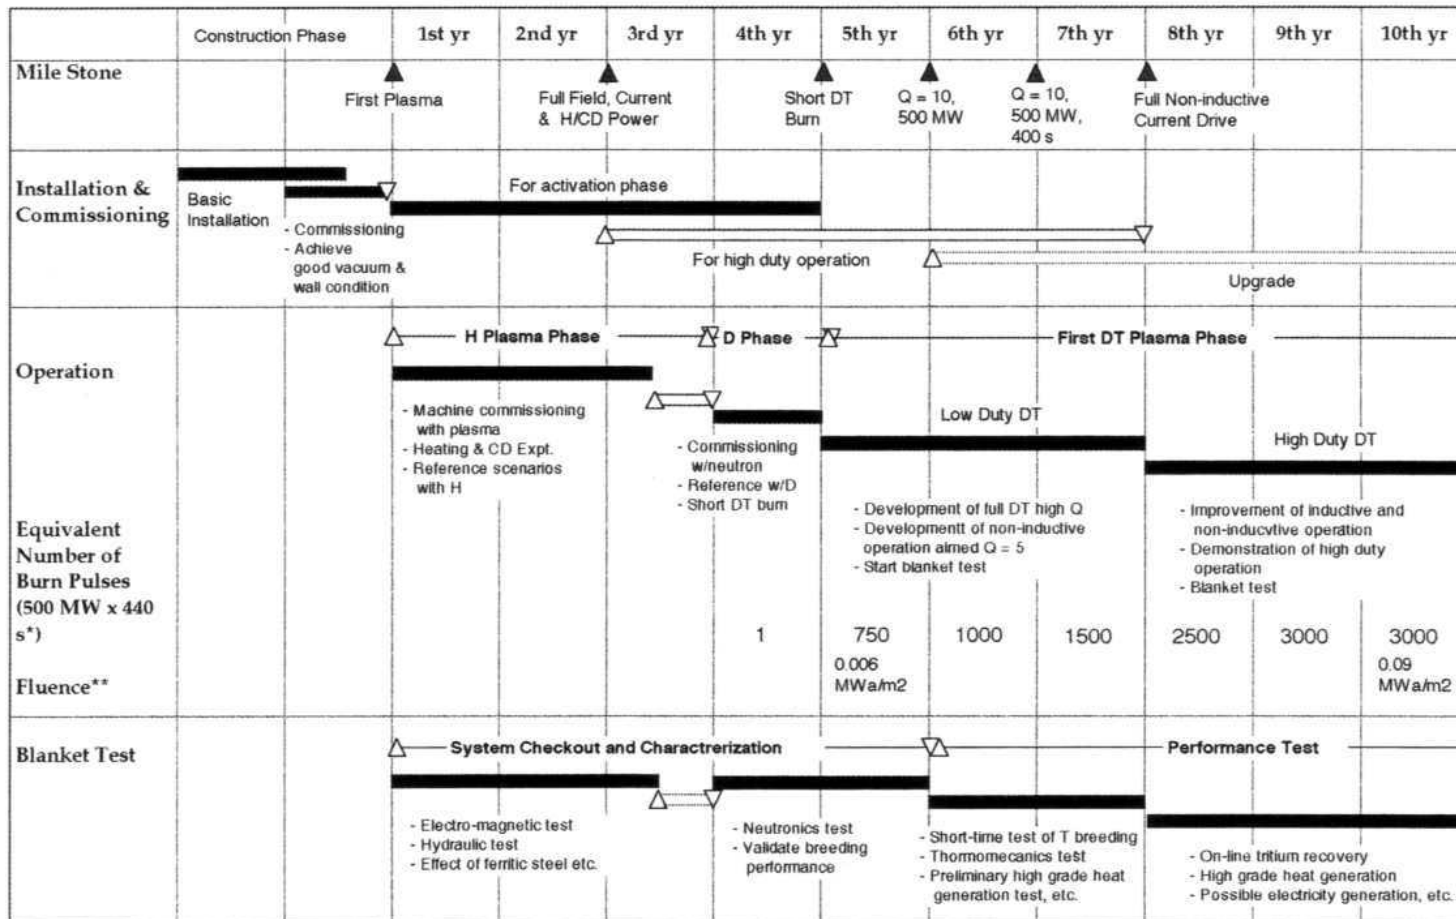 Construction Phase 1st yr 2nd yr 3rd yr 4th yr 5th yr 6th yr 7th yr 8th yr 9th yr 10th yr
Mile Stone
First Plasma
Full Field, Current
& H/CD Power
Short DT
Burn
Q = 10,
500 MW
Q = 10,
500 MW,
400 s
Full Non-inductive
Current Drive
Installation &
Commissioning
Basic
Installation
- Commissioning
- Achieve
good vacuum &
wall condition
For activation phase
For high duty operation
Upgrade
Operation
H Plasma Phase
D Phase
First DT Plasma Phase
- Machine commissioning
with plasma
- Heating & CD Expt.
- Reference scenarios
with H
- Commissioning
w/neutron
- Reference w/D
- Short DT burn
Low Duty DT
High Duty DT
- Development of full DT high Q
- Developmentt of non-inductive
operation aimed Q = 5
- Start blanket test
- Improvement of inductive and
non-inducvtive operation
- Demonstration of high duty
operation
- Blanket test
Equivalent
Number of
Burn Pulses
(500 MW x 440
s*)
1 750 1000 1500 2500 3000 3000
Fluence**
0.006
MWa/m2
0.09
MWa/m2
Blanket Test
System Checkout and Charactrerization
Performance Test
- Electro-magnetic test
- Hydraulic test
- Effect of ferritic steel etc.
- Neutronics test
- Validate breeding
performance
- Short-time test of T breeding
- Thormomecanics test
- Preliminary high grade heat
generation test, etc.
- On-line tritium recovery
- High grade heat generation
- Possible electricity generation, etc.